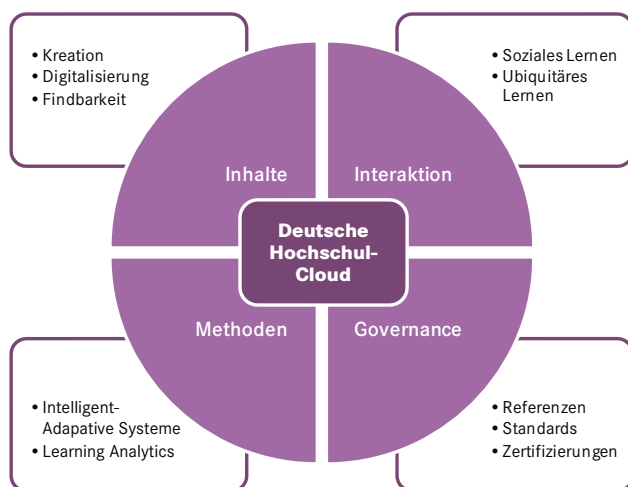 • Kreation
• Digitalisierung
• Findbarkeit
• Soziales Lernen
• Ubiquitäres
Lernen
Inhalte
Interaktion
Deutsche
Hochschul-
Cloud
Methoden
Governance
• Intelligent-
Adaptive Systeme
• Learning Analytics
• Referenzen
• Standards
• Zertifizierungen